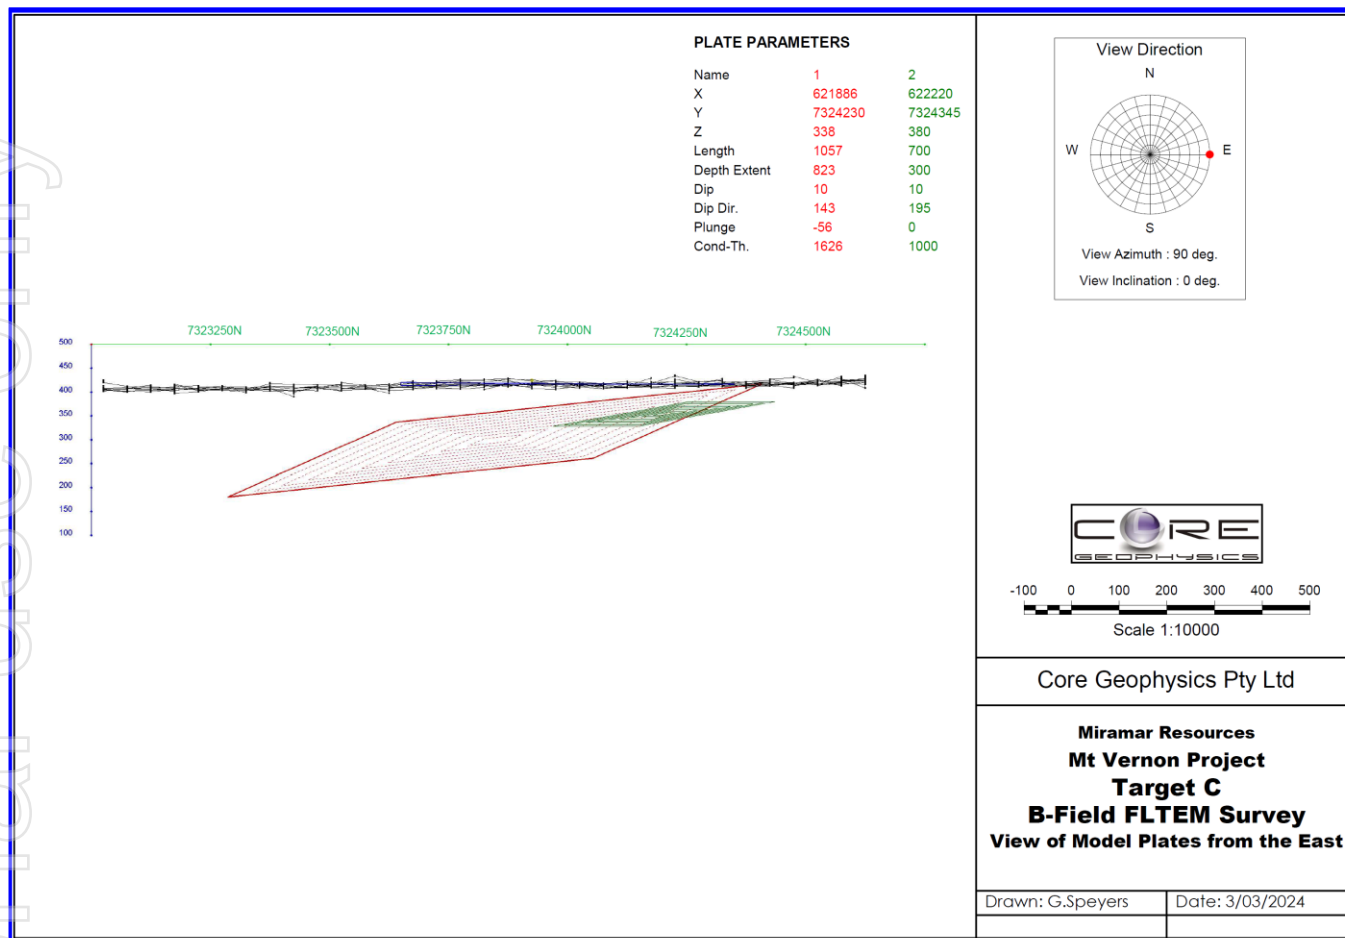 PLATE PARAMETERS
Name 1 2
X 621886 622220
Y 7324230 7324345
Z 338 380
Length 1057 700
Depth Extent 823 300
Dip 10 10
Dip Dir. 143 195
Plunge -56 0
Cond-Th. 1626 1000
View Direction
N
W E
S
View Azimuth : 90 deg.
View Inclination : 0 deg.
7323250N 7323500N 7323750N 7324000N 7324250N 7324500N
500
450
400
350
300
250
200
150
100
CORE
GEOPHYSICS
-100 0 100 200 300 400 500
Scale 1:10000
Core Geophysics Pty Ltd
Miramar Resources
Mt Vernon Project
Target C
B-Field FLTEM Survey
View of Model Plates from the East
Drawn: G.Speyers Date: 3/03/2024